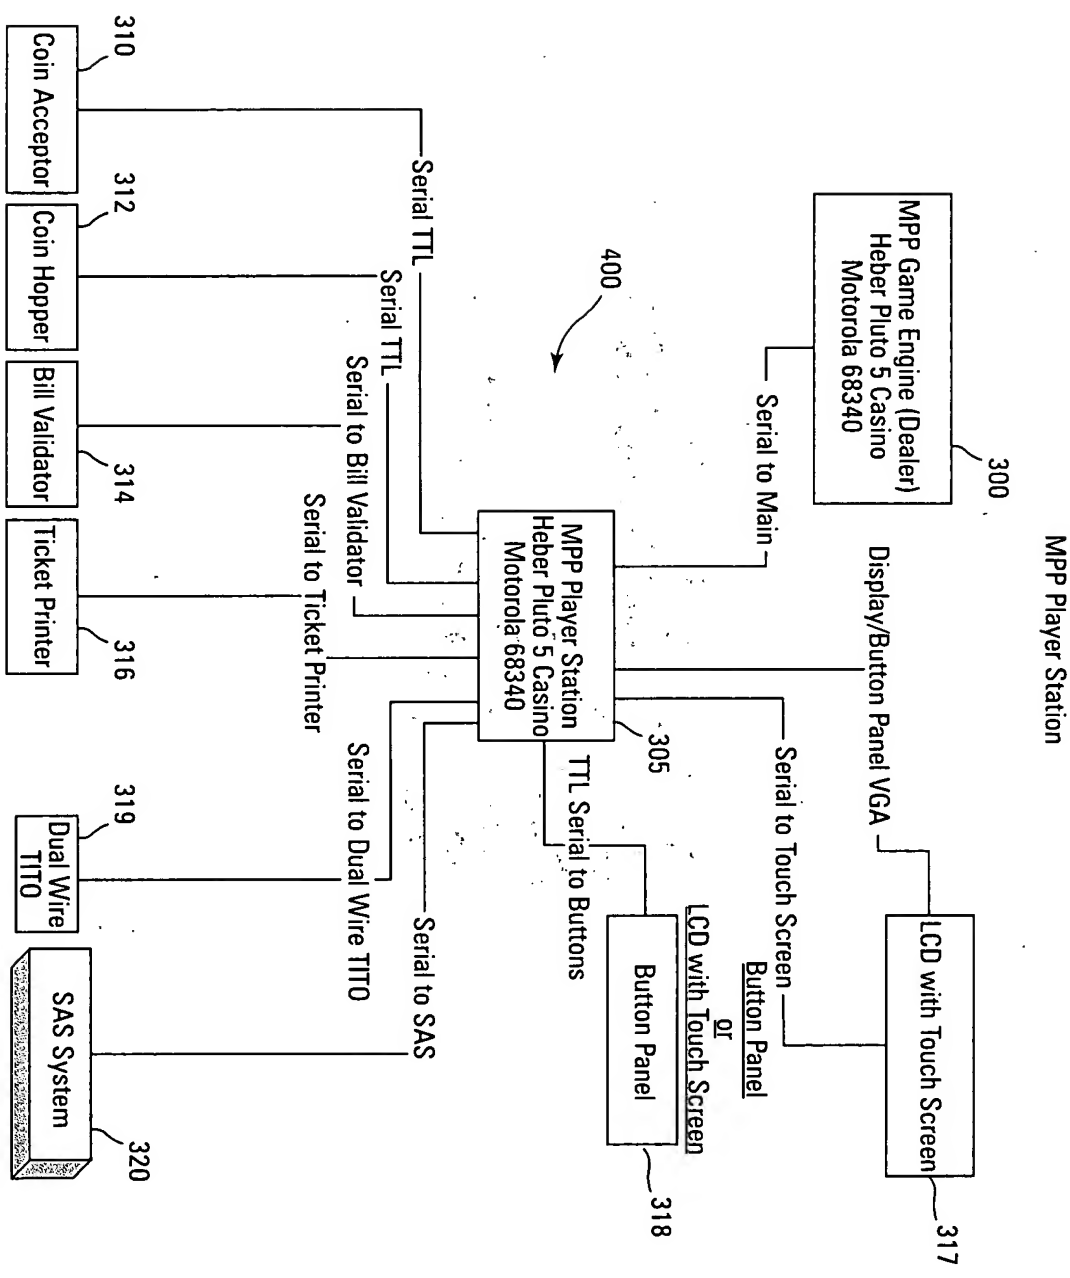 MPP Player Station
MPP Game Engine (Dealer)
Heber Pluto 5 Casino
Motorola 68340
300
Serial to Main
400
Display/Button Panel VGA
LCD with Touch Screen
317
Serial to Touch Screen
Button Panel
or
LCD with Touch Screen
Button Panel
318
TTL Serial to Buttons
MPP Player Station
Heber Pluto 5 Casino
Motorola 68340
305
Serial TTL
Serial TTL
Serial to Bill Validator
Serial to Ticket Printer
Serial to Dual Wire TITO
Serial to SAS
310
Coin Acceptor
312
Coin Hopper
Bill Validator
314
Ticket Printer
316
319
Dual Wire
TITO
SAS System
320